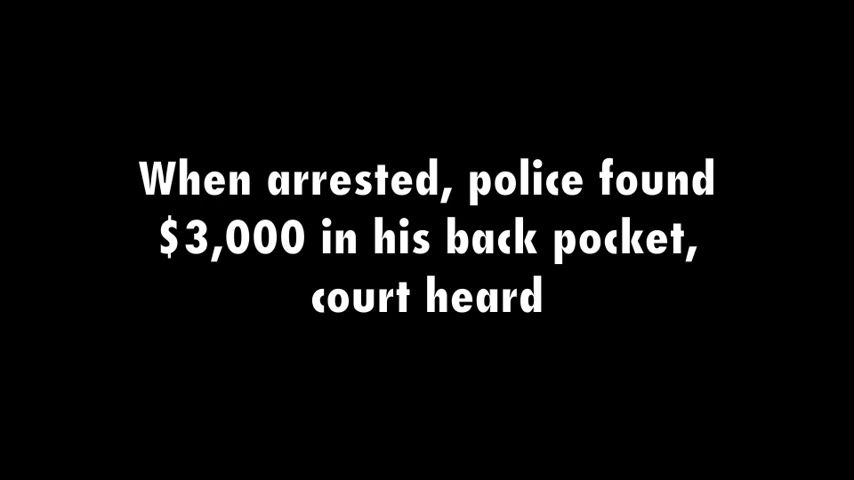 When arrested, police found
$3,000 in his back pocket,
court heard